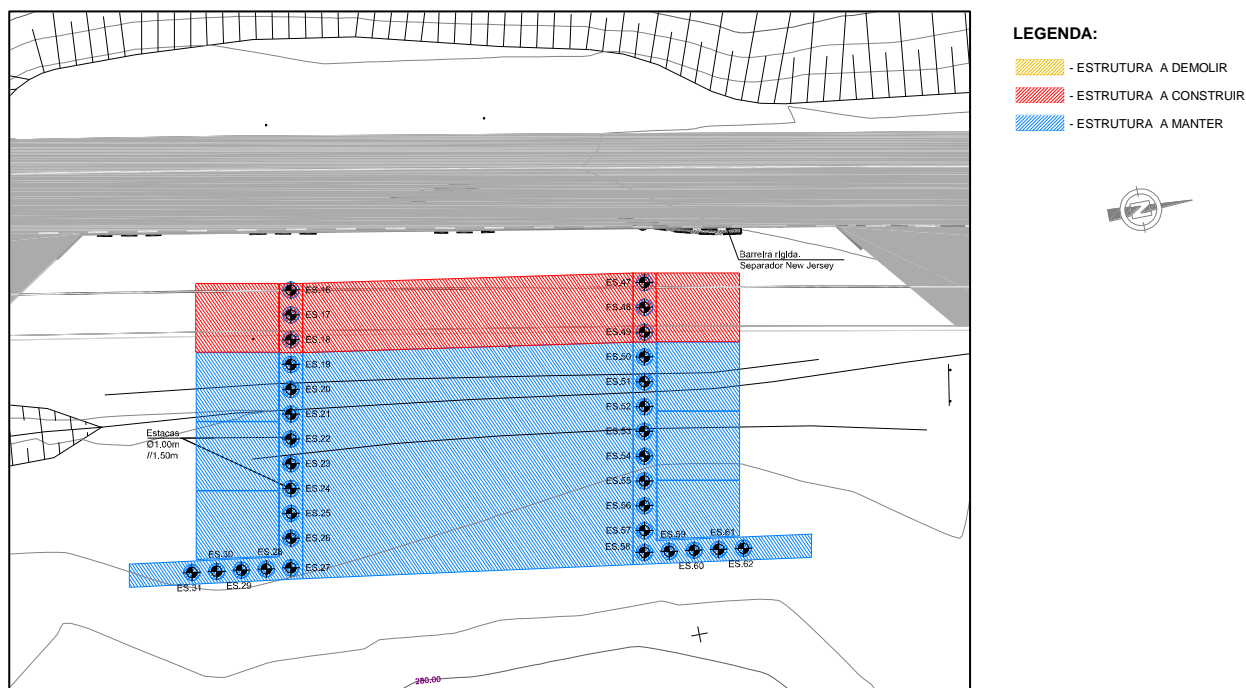 LEGENDA:
- ESTRUTURA A DEMOLIR
- ESTRUTURA A CONSTRUIR
- ESTRUTURA A MANTER
N
Barreira rígida.
Separador New Jersey
ES.16
ES.17
ES.18
ES.19
ES.20
ES.21
ES.22
ES.23
ES.24
ES.25
ES.26
ES.27
ES.28
ES.29
ES.30
ES.31
Estacas
Ø1.00m
//1.50m
ES.47
ES.48
ES.49
ES.50
ES.51
ES.52
ES.53
ES.54
ES.55
ES.56
ES.57
ES.58
ES.59
ES.60
ES.61
ES.62
280.00